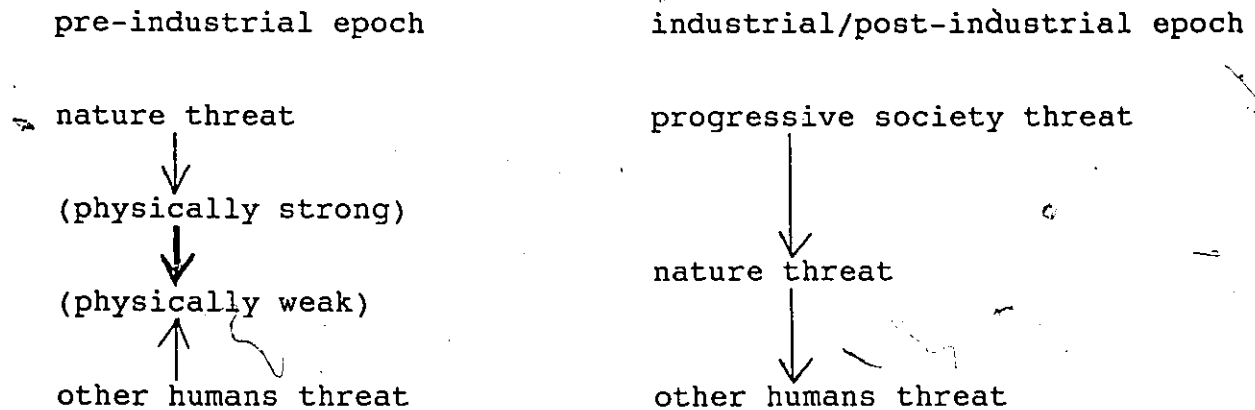 pre-industrial epoch
nature threat
(physically strong)
(physically weak)
other humans threat
industrial/post-industrial epoch
progressive society threat
nature threat
other humans threat